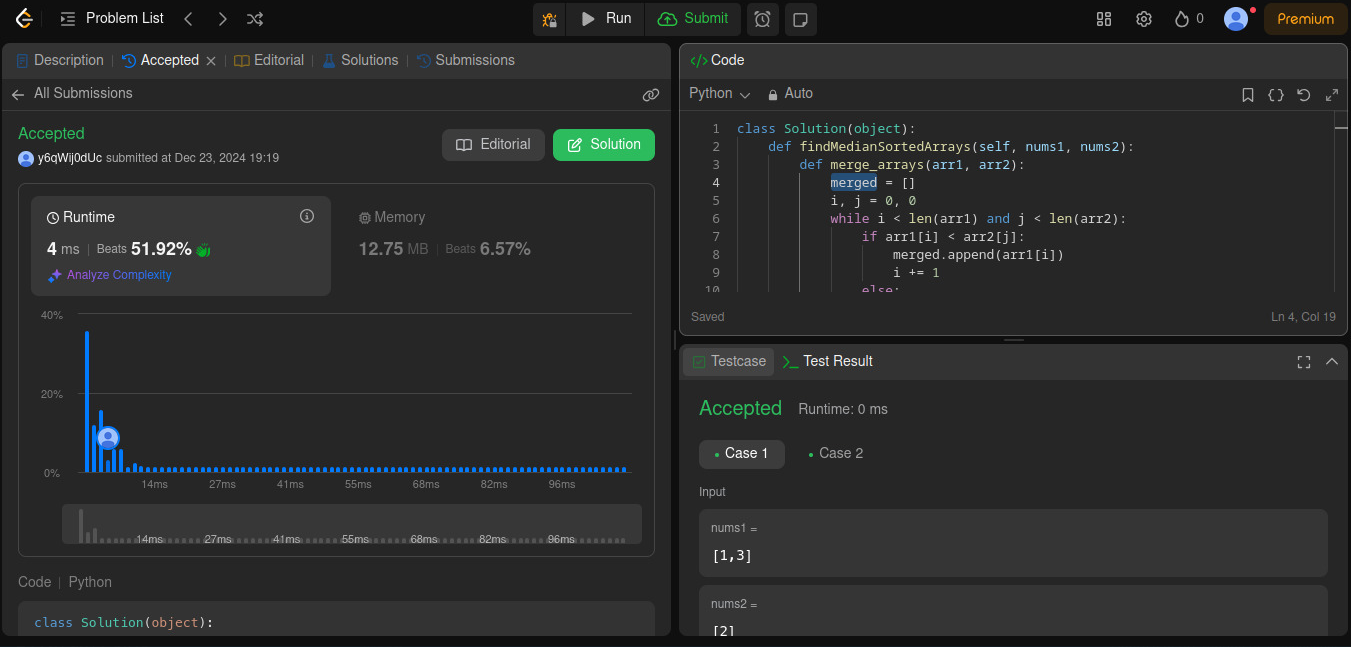 Problem List
Run
Submit
0
Premium
Description
Accepted
Editorial
Solutions
Submissions
All Submissions
Accepted
y6qWij0dUc submitted at Dec 23, 2024 19:19
Editorial
Solution
Runtime
4 ms | Beats 51.92%
Analyze Complexity
Memory
12.75 MB | Beats 6.57%
40%
20%
0%
14ms 27ms 41ms 55ms 68ms 82ms 96ms
14ms 27ms 41ms 55ms 68ms 82ms 96ms
Code | Python
class Solution(object):
</> Code
Python
Auto
1 class Solution(object):
2 def findMedianSortedArrays(self, nums1, nums2):
3 def merge_arrays(arr1, arr2):
4 merged = []
5 i, j = 0, 0
6 while i < len(arr1) and j < len(arr2):
7 if arr1[i] < arr2[j]:
8 merged.append(arr1[i])
9 i += 1
10 else:
Saved
Ln 4, Col 19
Testcase
>_ Test Result
Accepted
Runtime: 0 ms
Case 1
Case 2
Input
nums1 =
[1,3]
nums2 =
[2]